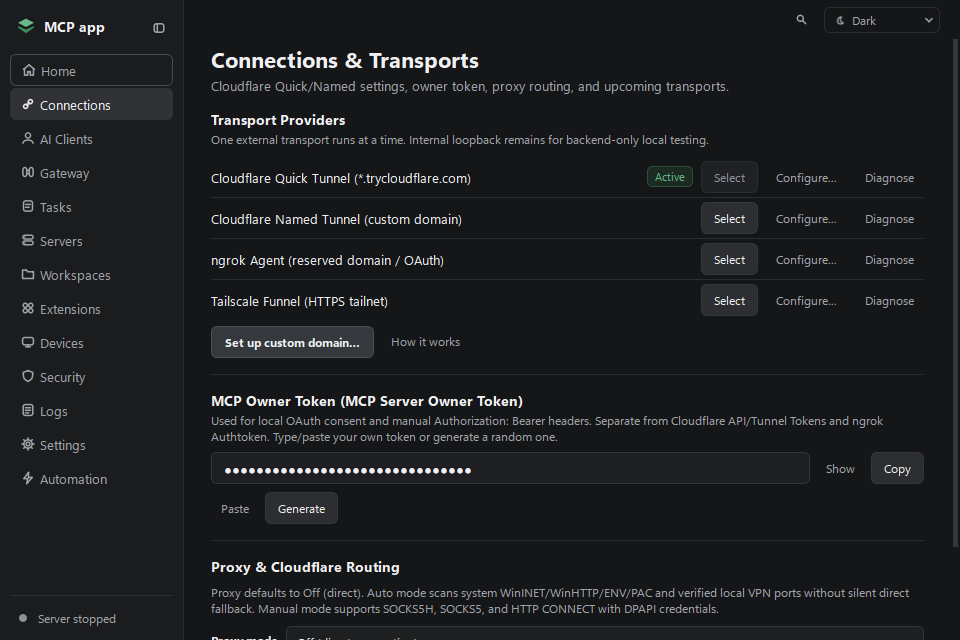 MCP app
Dark
Home
Connections
AI Clients
Gateway
Tasks
Servers
Workspaces
Extensions
Devices
Security
Logs
Settings
Automation
Server stopped
Connections & Transports
Cloudflare Quick/Named settings, owner token, proxy routing, and upcoming transports.
Transport Providers
One external transport runs at a time. Internal loopback remains for backend-only local testing.
Cloudflare Quick Tunnel (*.trycloudflare.com) Active Select Configure... Diagnose
Cloudflare Named Tunnel (custom domain) Select Configure... Diagnose
ngrok Agent (reserved domain / OAuth) Select Configure... Diagnose
Tailscale Funnel (HTTPS tailnet) Select Configure... Diagnose
Set up custom domain... How it works
MCP Owner Token (MCP Server Owner Token)
Used for local OAuth consent and manual Authorization: Bearer headers. Separate from Cloudflare API/Tunnel Tokens and ngrok
Authtoken. Type/paste your own token or generate a random one.
Show Copy
Paste Generate
Proxy & Cloudflare Routing
Proxy defaults to Off (direct). Auto mode scans system WinINET/WinHTTP/ENV/PAC and verified local VPN ports without silent direct
fallback. Manual mode supports SOCKS5H, SOCKS5, and HTTP CONNECT with DPAPI credentials.
Proxy mode